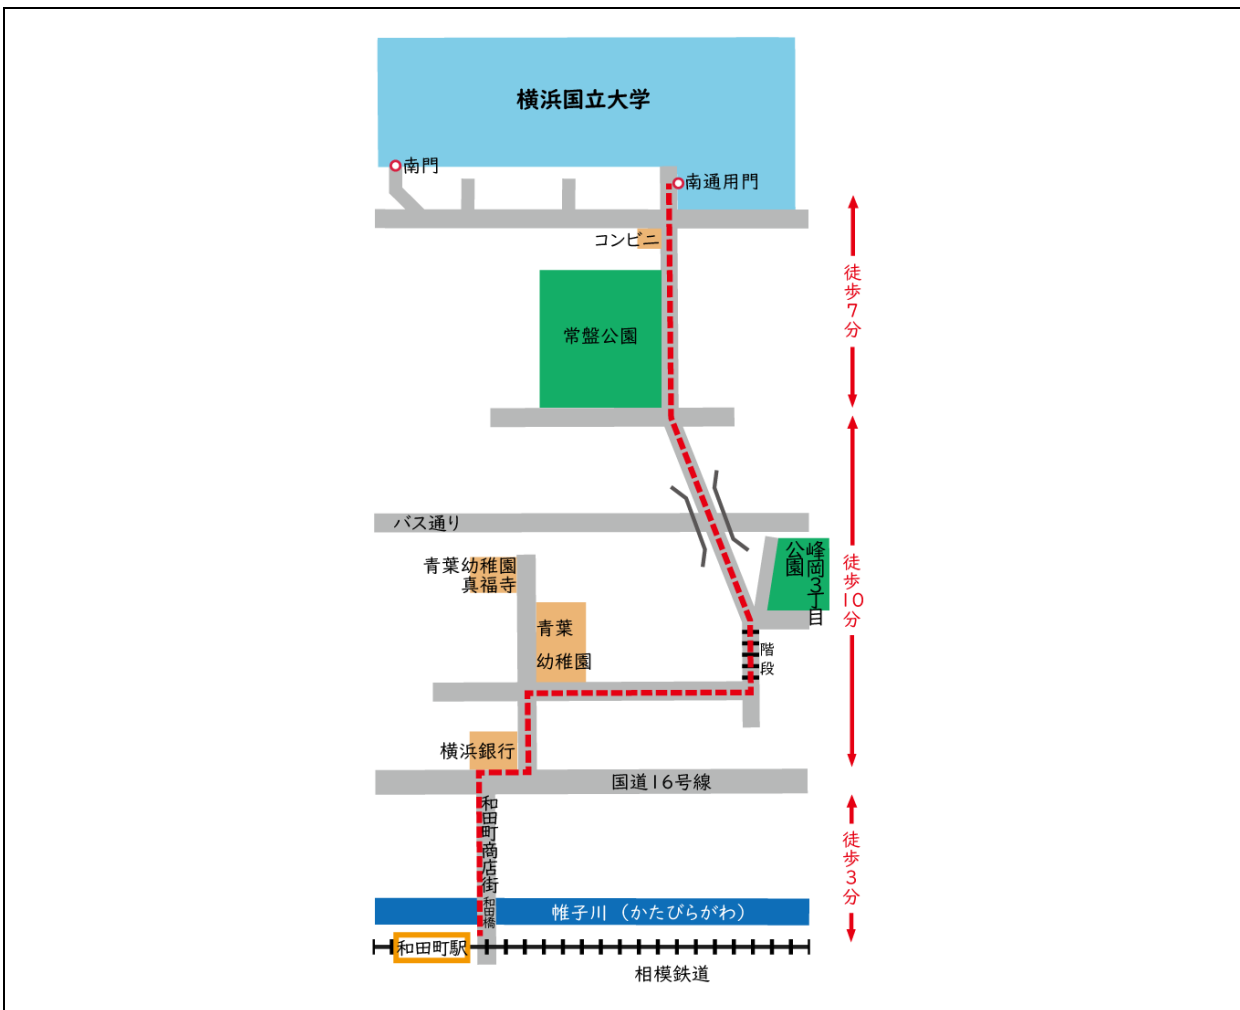 横浜国立大学
南門
南通用門
コンビニ
徒歩7分
常盤公園
バス通り
峰岡3丁目
公園
徒歩10分
青葉幼稚園
真福寺
青葉
幼稚園
階段
横浜銀行
国道16号線
和田町商店街
徒歩3分
和田橋
帷子川（かたびらがわ）
和田町駅
相模鉄道